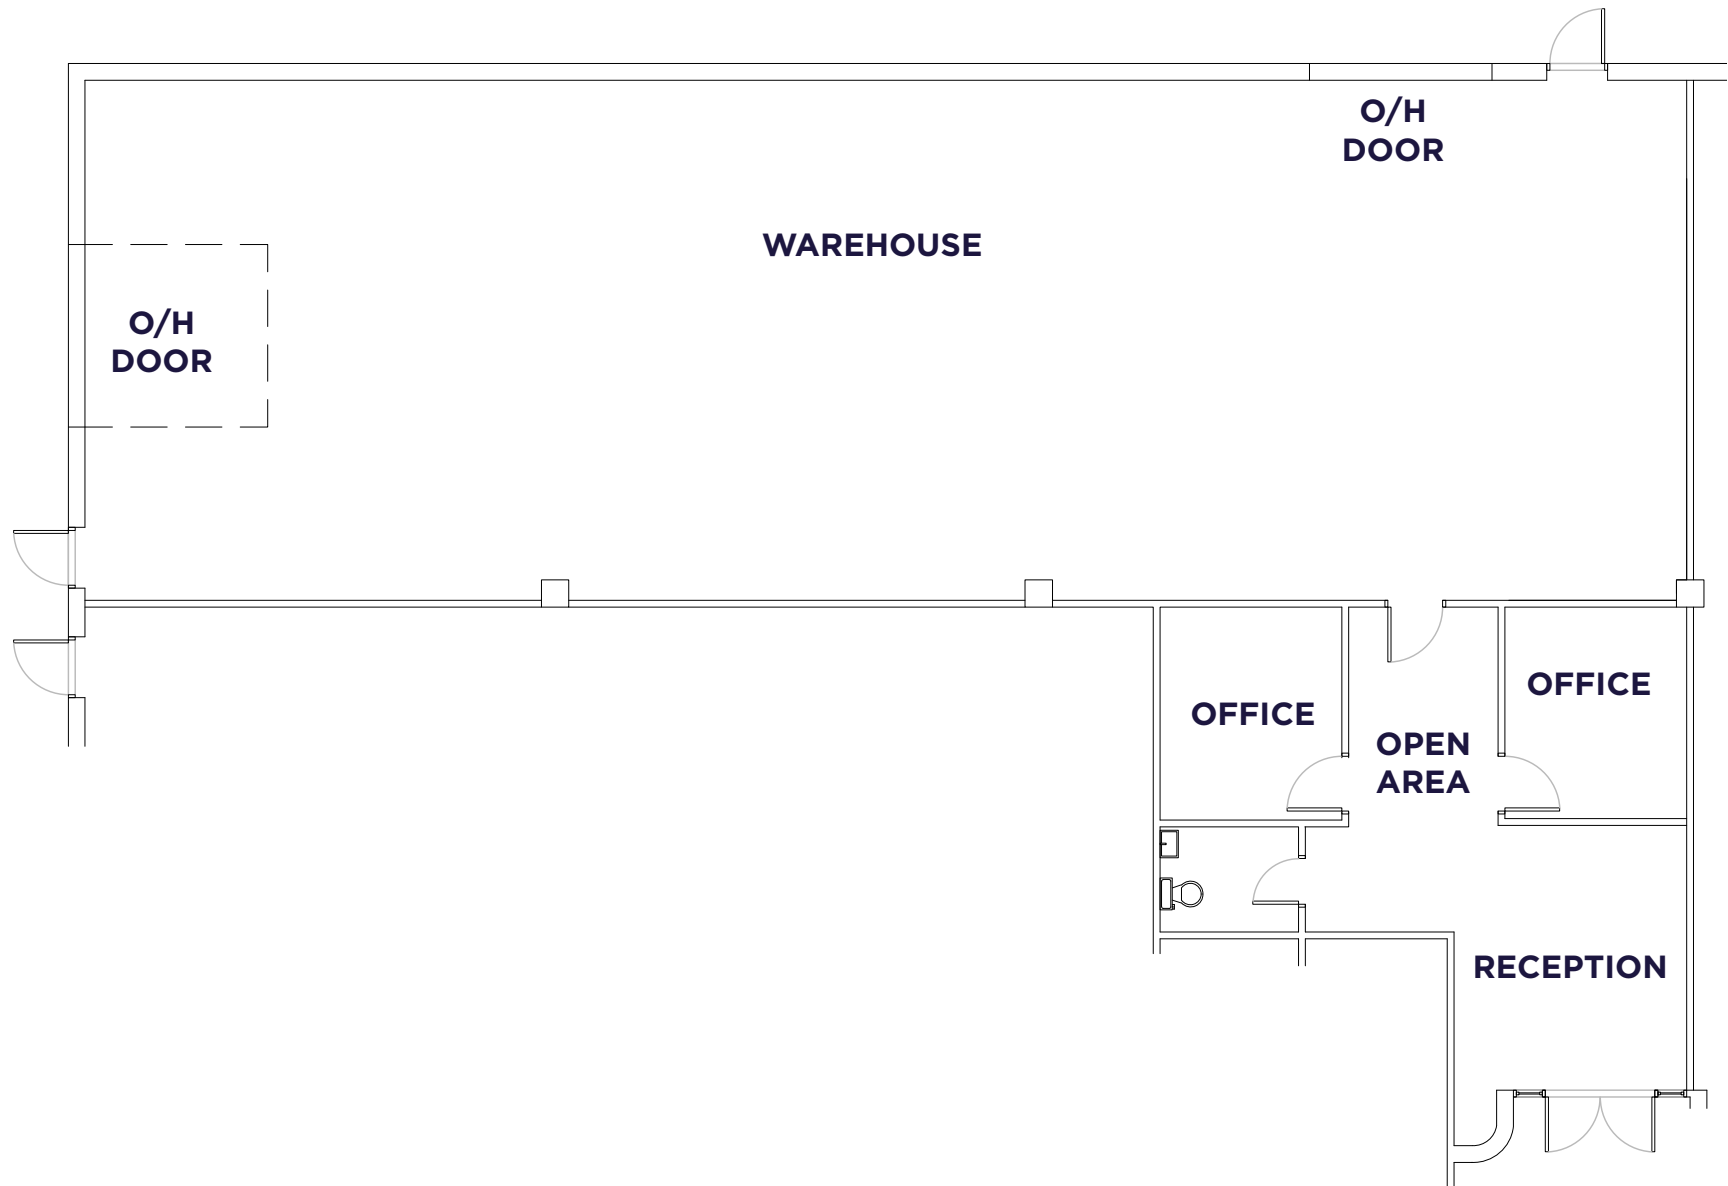 O/H
DOOR
WAREHOUSE
O/H
DOOR
OFFICE
OFFICE
OPEN
AREA
RECEPTION